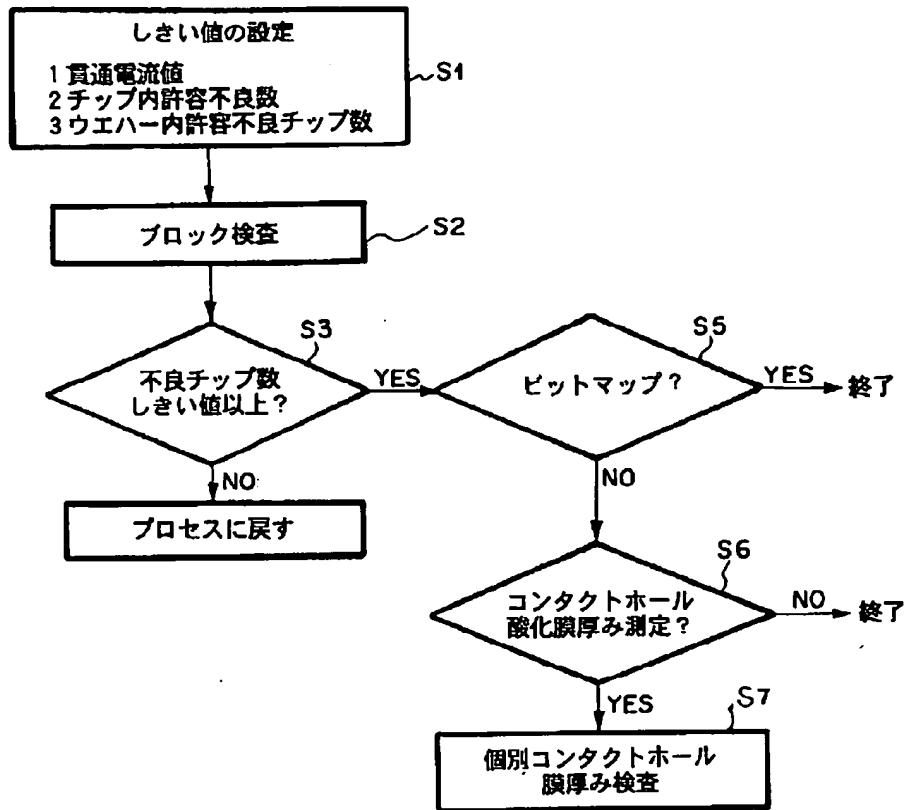 しきい値の設定
1 貫通電流値
2 チップ内許容不良数
3 ウエハー内許容不良チップ数
S1
ブロック検査
S2
不良チップ数
しきい値以上?
S3
YES
NO
プロセスに戻す
ビットマップ?
S5
YES
終了
NO
コンタクトホール
酸化膜厚み測定?
S6
NO
終了
YES
個別コンタクトホール
膜厚み検査
S7